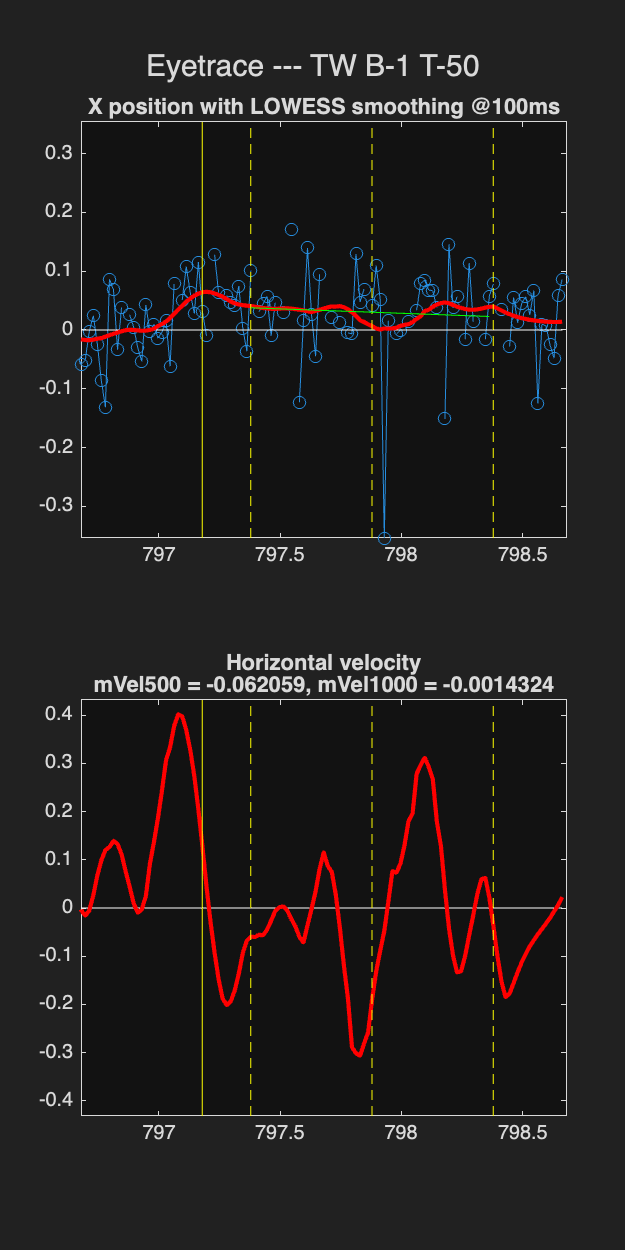 Eyetrace --- TW B-1 T-50
X position with LOWESS smoothing @100ms
0.3
0.2
0.1
0
-0.1
-0.2
-0.3
797 797.5 798 798.5
Horizontal velocity
mVel500 = -0.062059, mVel1000 = -0.0014324
0.4
0.3
0.2
0.1
0
-0.1
-0.2
-0.3
-0.4
797 797.5 798 798.5